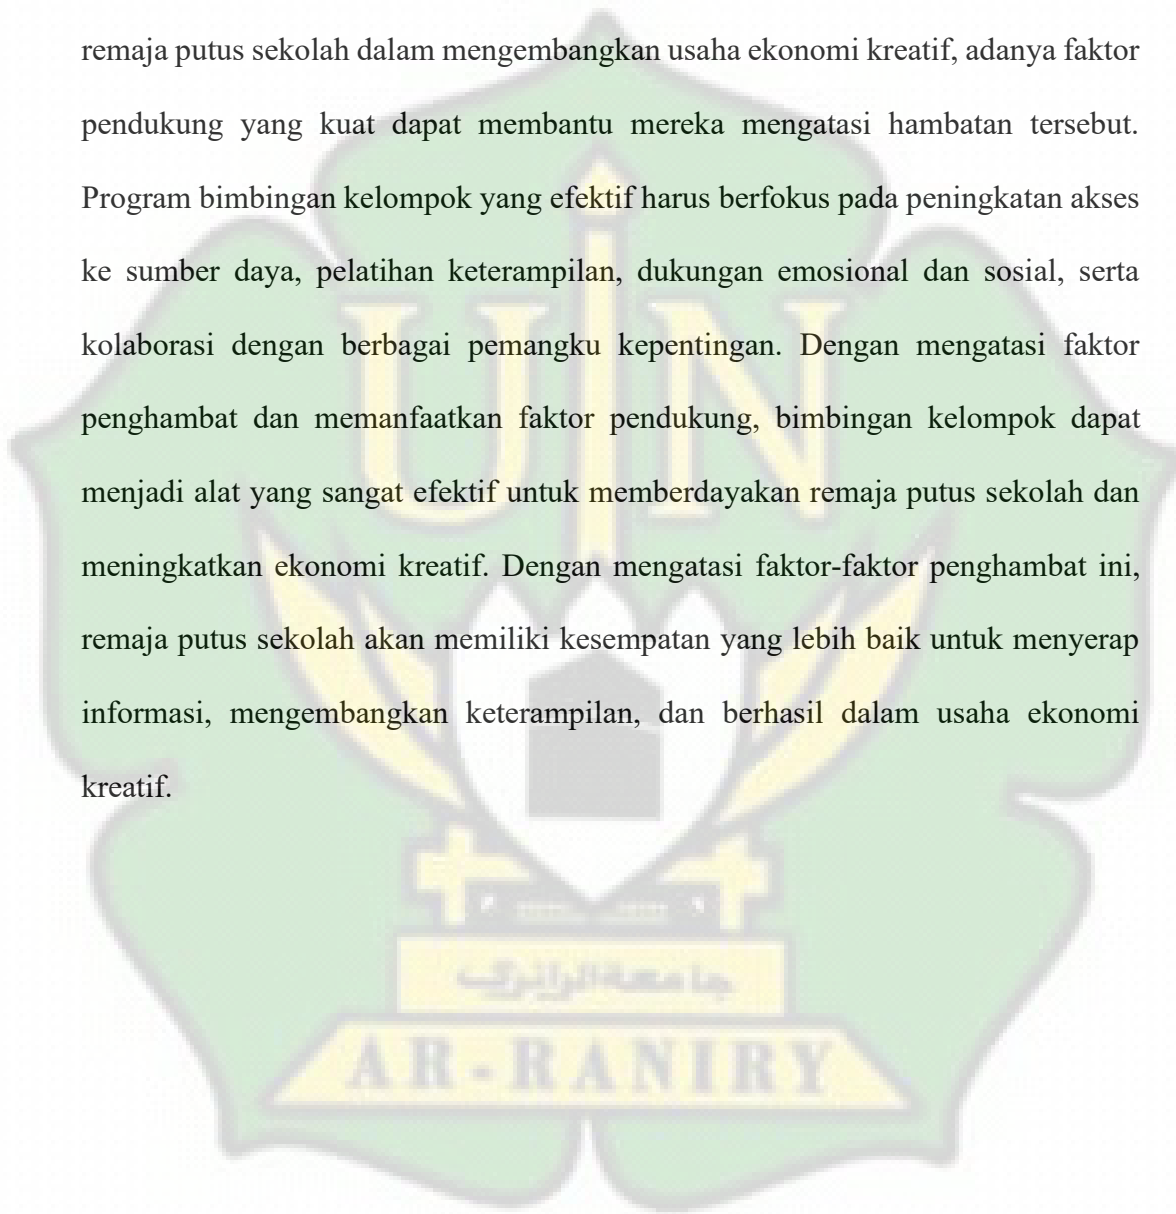 remaja putus sekolah dalam mengembangkan usaha ekonomi kreatif, adanya faktor
pendukung yang kuat dapat membantu mereka mengatasi hambatan tersebut.
Program bimbingan kelompok yang efektif harus berfokus pada peningkatan akses
ke sumber daya, pelatihan keterampilan, dukungan emosional dan sosial, serta
kolaborasi dengan berbagai pemangku kepentingan. Dengan mengatasi faktor
penghambat dan memanfaatkan faktor pendukung, bimbingan kelompok dapat
menjadi alat yang sangat efektif untuk memberdayakan remaja putus sekolah dan
meningkatkan ekonomi kreatif. Dengan mengatasi faktor-faktor penghambat ini,
remaja putus sekolah akan memiliki kesempatan yang lebih baik untuk menyerap
informasi, mengembangkan keterampilan, dan berhasil dalam usaha ekonomi
kreatif.
UIN
جامعة الرانري
AR-RANIRY